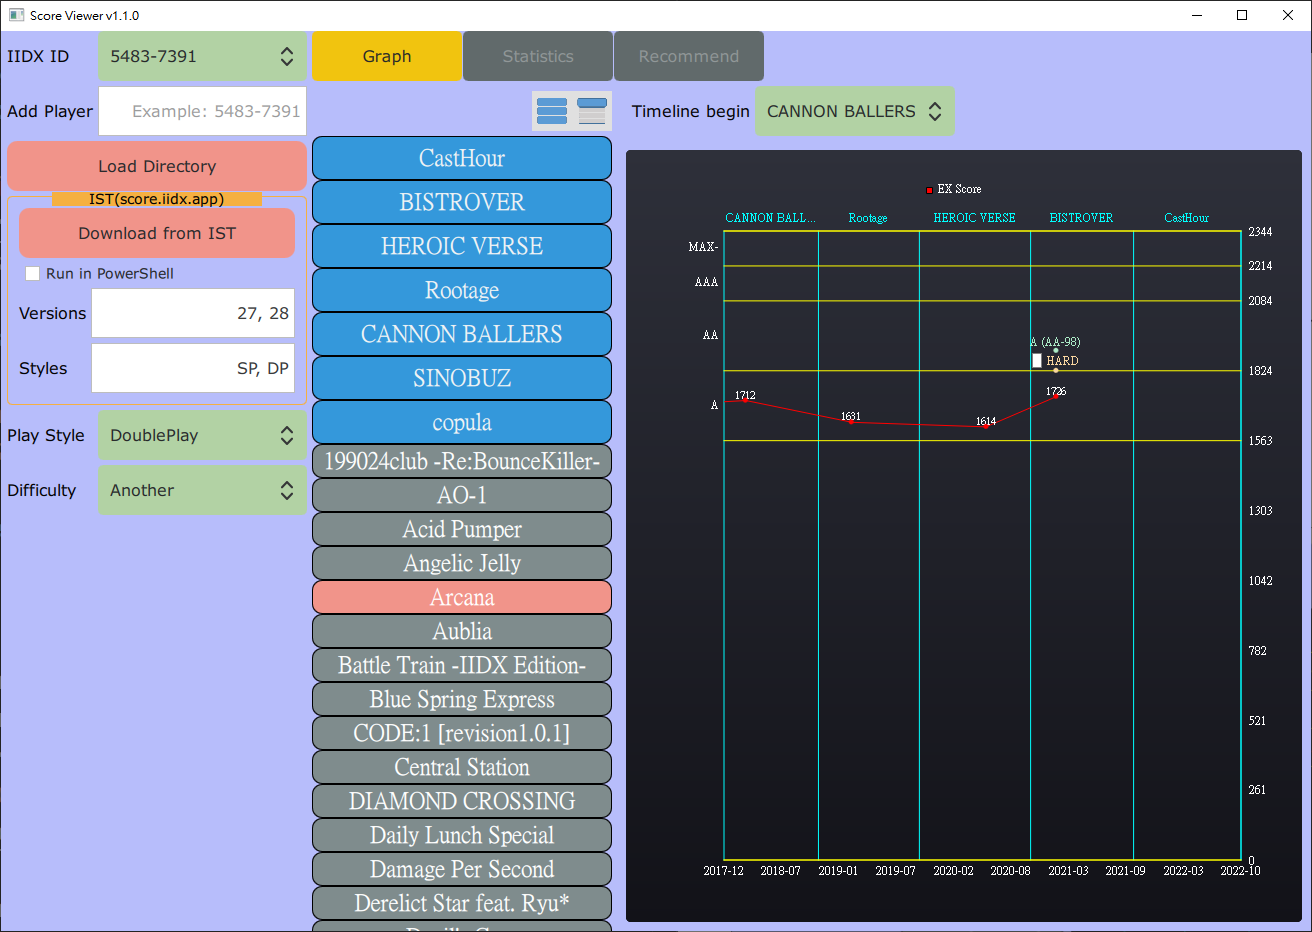 Score Viewer v1.1.0
IIDX ID
5483-7391
Graph
Statistics
Recommend
Add Player
Example: 5483-7391
Timeline begin
CANNON BALLERS
Load Directory
IST(score.iidx.app)
Download from IST
Run in PowerShell
Versions
27, 28
Styles
SP, DP
Play Style
DoublePlay
Difficulty
Another
CastHour
BISTROVER
HEROIC VERSE
Rootage
CANNON BALLERS
SINOBUZ
copula
199024club -Re:BounceKiller-
AO-1
Acid Pumper
Angelic Jelly
Arcana
Aublia
Battle Train -IIDX Edition-
Blue Spring Express
CODE:1 [revision1.0.1]
Central Station
DIAMOND CROSSING
Daily Lunch Special
Damage Per Second
Derelict Star feat. Ryu*
EX Score
CANNON BALL...
Rootage
HEROIC VERSE
BISTROVER
CastHour
MAX-
AAA
AA
A
2344
2214
2084
1824
1563
1303
1042
782
521
261
0
A (AA-98)
HARD
1712
1631
1614
1726
2017-12
2018-07
2019-01
2019-07
2020-02
2020-08
2021-03
2021-09
2022-03
2022-10